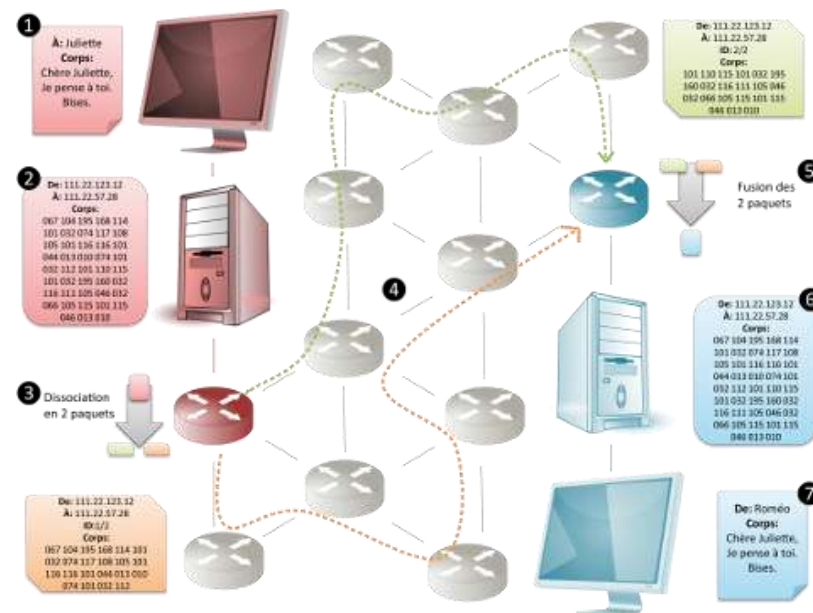 1
À: Juliette
Corps:
Chère Juliette,
Je pense à toi.
Bises.
2
De: 111.22.123.12
À: 111.22.57.28
Corps:
067 104 195 168 114
101 032 074 117 108
105 101 116 116 101
044 013 010 074 101
032 112 101 110 115
101 032 195 160 032
116 111 105 046 032
066 105 115 101 115
046 013 010
3
Dissociation
en 2 paquets
De: 111.22.123.12
À: 111.22.57.28
ID:1/2
Corps:
067 104 195 168 114 101
032 074 117 108 105 101
116 116 101 044 013 010
074 101 032 112
4
De: 111.22.123.12
À: 111.22.57.28
ID: 2/2
Corps:
101 110 115 101 032 195
160 032 116 111 105 046
032 066 105 115 101 115
046 013 010
5
Fusion des
2 paquets
6
De: 111.22.123.12
À: 111.22.57.28
Corps:
067 104 195 168 114
101 032 074 117 108
105 101 116 116 101
044 013 010 074 101
032 112 101 110 115
101 032 195 160 032
116 111 105 046 032
066 105 115 101 115
046 013 010
7
De: Roméo
Corps:
Chère Juliette,
Je pense à toi.
Bises.